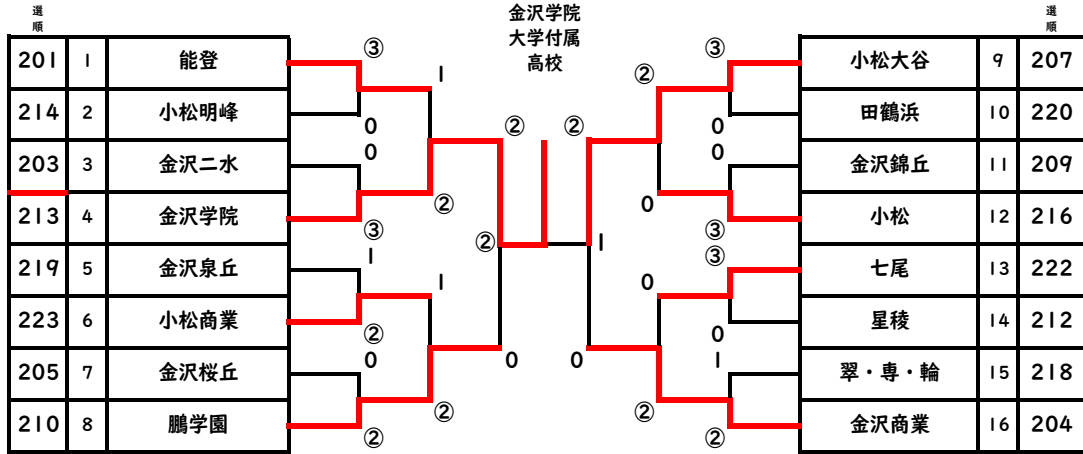 選順
金沢学院
大学付属
高校
選順
201 1 能登
214 2 小松明峰
203 3 金沢二水
213 4 金沢学院
219 5 金沢泉丘
223 6 小松商業
205 7 金沢桜丘
210 8 鵬学園
③
0
0
③
1
②
0
②
1
②
1
②
②
0
②
②
1
0
②
0
0
②
③
0
0
③
③
0
1
②
小松大谷 9 207
田鶴浜 10 220
金沢錦丘 11 209
小松 12 216
七尾 13 222
星稜 14 212
翠・専・輪 15 218
金沢商業 16 204